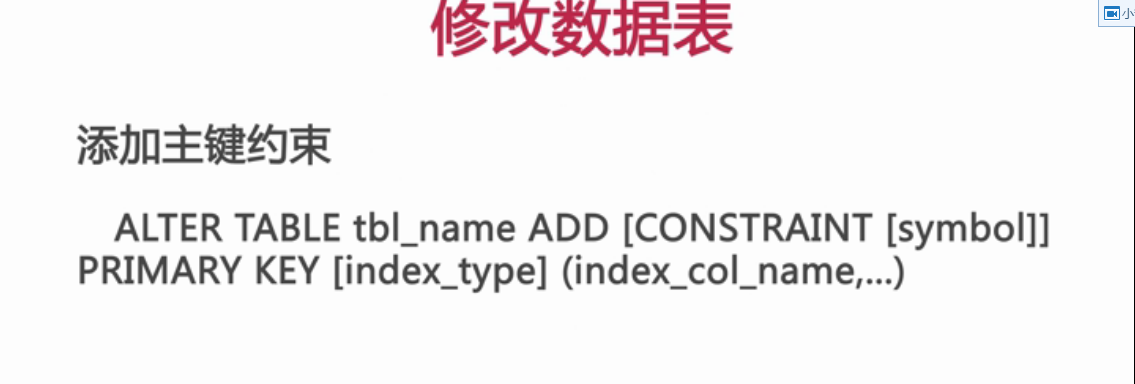 修改数据表
小
添加主键约束
ALTER TABLE tbl_name ADD [CONSTRAINT [symbol]]
PRIMARY KEY [index_type] (index_col_name,...)